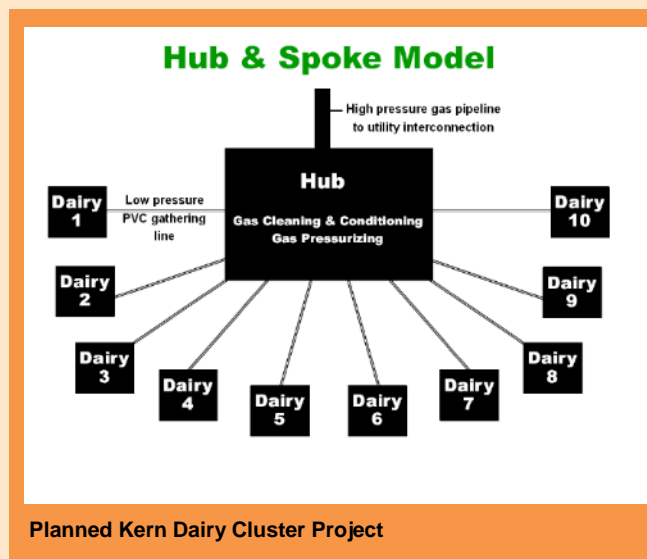 Hub & Spoke Model
High pressure gas pipeline
to utility interconnection
Hub
Gas Cleaning & Conditioning
Gas Pressurizing
Low pressure
PVC gathering
line
Dairy
1
Dairy
2
Dairy
3
Dairy
4
Dairy
5
Dairy
6
Dairy
7
Dairy
8
Dairy
9
Dairy
10
Planned Kern Dairy Cluster Project